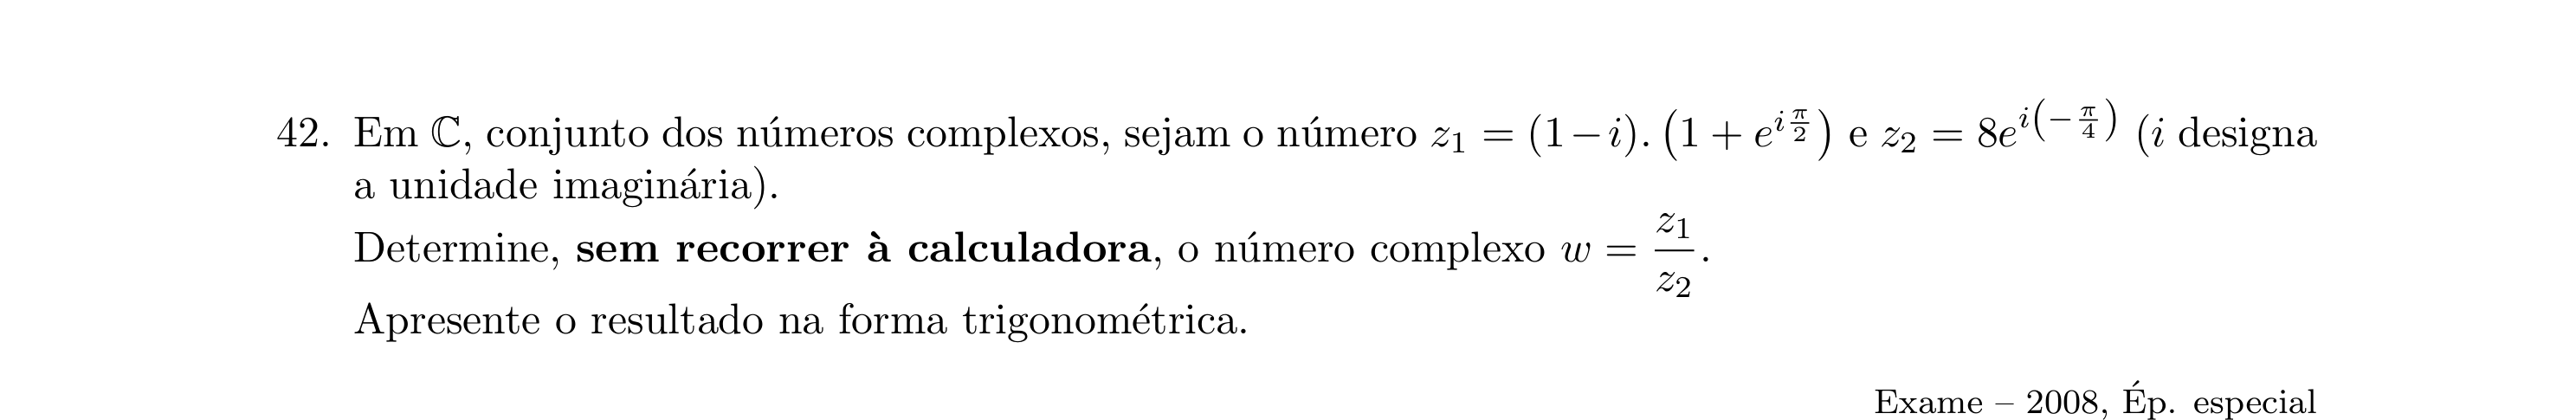 42. Em ℂ, conjunto dos números complexos, sejam o número $z_1 = (1-i).\left(1+e^{i\frac{\pi}{2}}\right)$ e $z_2 = 8e^{i\left(-\frac{\pi}{4}\right)}$ ($i$ designa
a unidade imaginária).
Determine, sem recorrer à calculadora, o número complexo $w = \dfrac{z_1}{z_2}$.
Apresente o resultado na forma trigonométrica.
Exame – 2008, Ép. especial